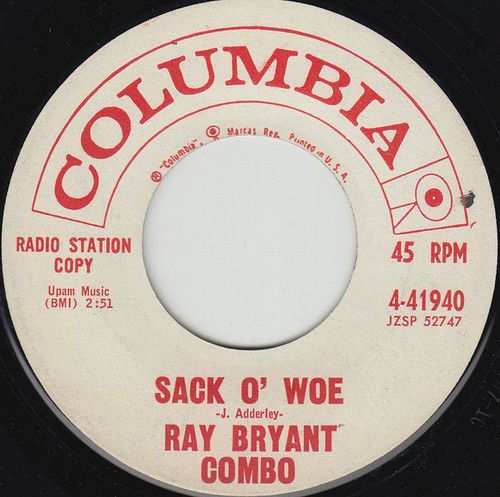 COLUMBIA
® "Columbia", Marcas Reg. Printed in U.S.A.
RADIO STATION
COPY
Upam Music
(BMI) 2:51
45 RPM
4-41940
JZSP 52747
SACK O' WOE
-J. Adderley-
RAY BRYANT
COMBO